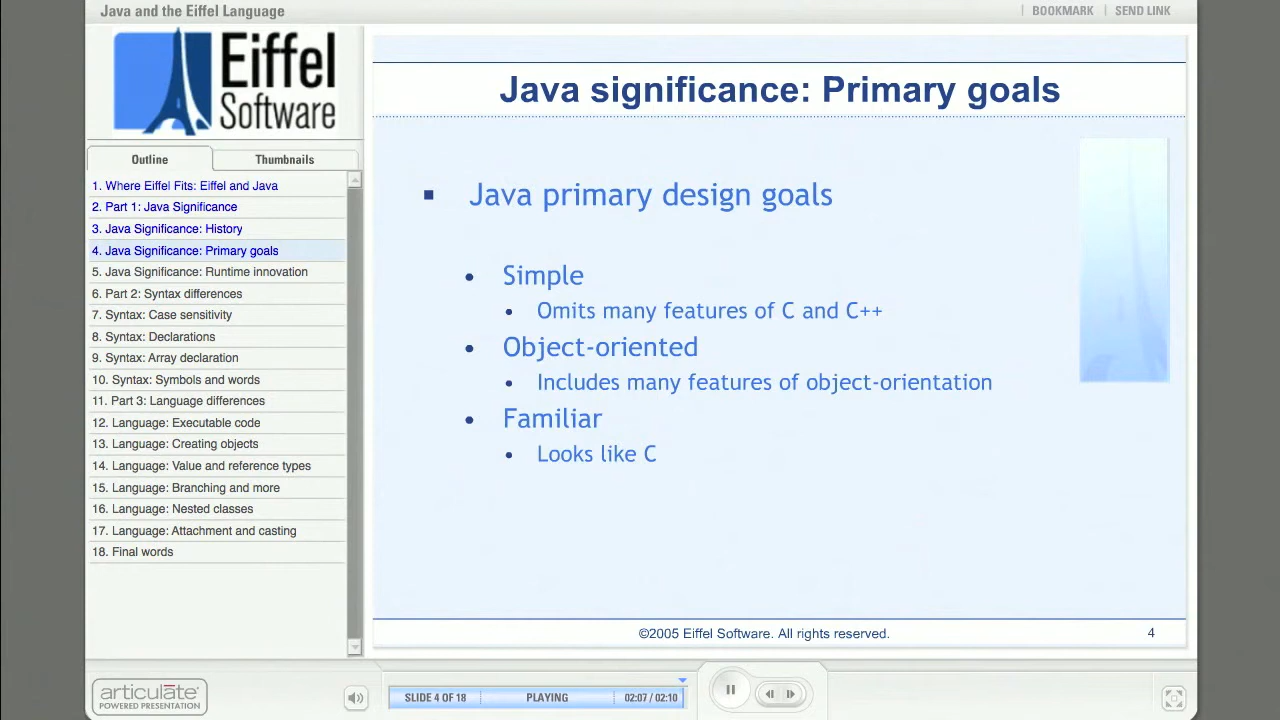 Java and the Eiffel Language
BOOKMARK
SEND LINK
Eiffel
Software
Outline
Thumbnails
1. Where Eiffel Fits: Eiffel and Java
2. Part 1: Java Significance
3. Java Significance: History
4. Java Significance: Primary goals
5. Java Significance: Runtime innovation
6. Part 2: Syntax differences
7. Syntax: Case sensitivity
8. Syntax: Declarations
9. Syntax: Array declaration
10. Syntax: Symbols and words
11. Part 3: Language differences
12. Language: Executable code
13. Language: Creating objects
14. Language: Value and reference types
15. Language: Branching and more
16. Language: Nested classes
17. Language: Attachment and casting
18. Final words
Java significance: Primary goals
Java primary design goals
Simple
Omits many features of C and C++
Object-oriented
Includes many features of object-orientation
Familiar
Looks like C
©2005 Eiffel Software. All rights reserved.
4
articulate®
POWERED PRESENTATION
SLIDE 4 OF 18
PLAYING
02:07 / 02:10